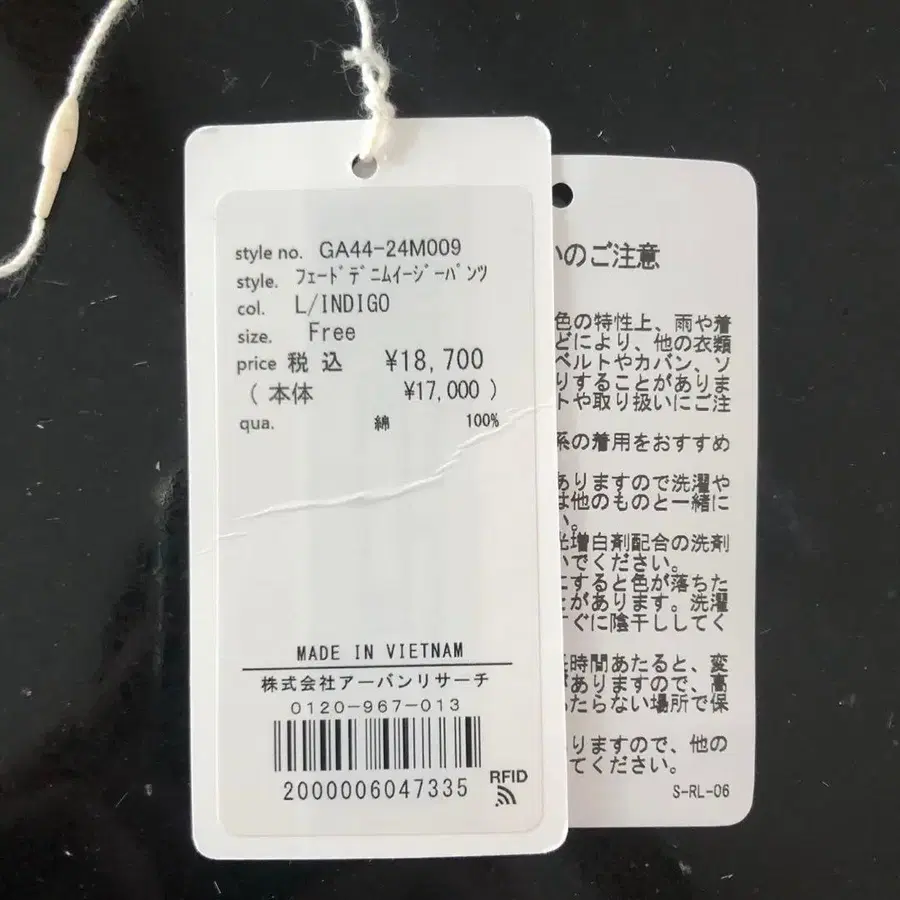 style no. GA44-24M009
style. ﾌｪｰﾄﾞﾃﾞﾆﾑｲｰｼﾞｰﾊﾟﾝﾂ
col. L/INDIGO
size. Free
price 税込 ¥18,700
( 本体 ¥17,000 )
qua. 綿 100%
MADE IN VIETNAM
株式会社アーバンリサーチ
0120-967-013
2000006047335
RFID
いのご注意
色の特性上、雨や着
どにより、他の衣類
ベルトやカバン、ソ
りすることがありま
トや取り扱いにご注
系の着用をおすすめ
ありますので洗濯や
は他のものと一緒に
い。
光増白剤配合の洗剤
いでください。
にすると色が落ちた
とがあります。洗濯
すぐに陰干ししてく
時間あたると、変
がありますので、高
たらない場所で保
りますので、他の
てください。
S-RL-06